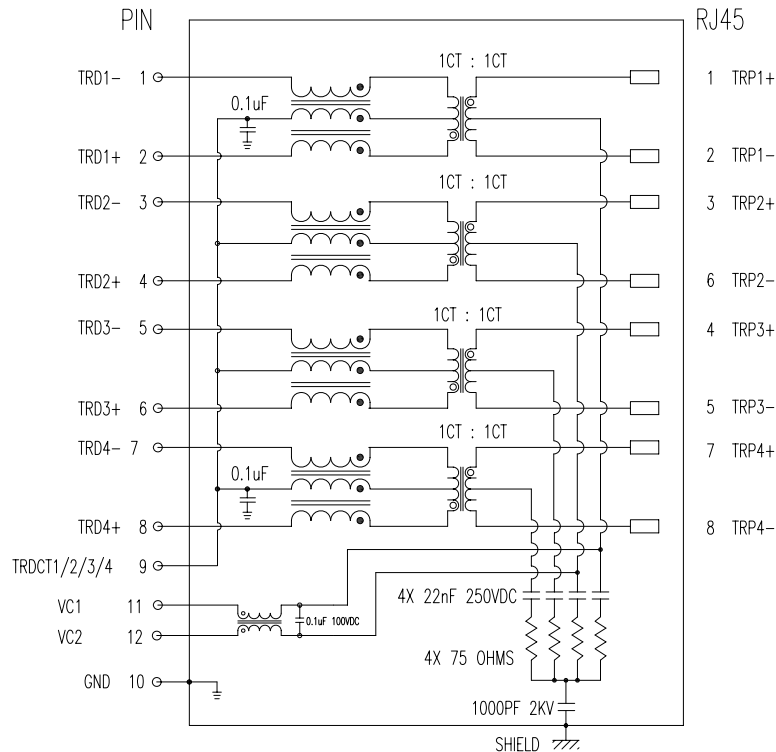 PIN RJ45
1CT : 1CT
TRD1- 1 1 TRP1+
0.1uF
TRD1+ 2 2 TRP1-
1CT : 1CT
TRD2- 3 3 TRP2+
TRD2+ 4 6 TRP2-
1CT : 1CT
TRD3- 5 4 TRP3+
TRD3+ 6 5 TRP3-
1CT : 1CT
TRD4- 7 7 TRP4+
0.1uF
TRD4+ 8 8 TRP4-
TRDCT1/2/3/4 9
4X 22nF 250VDC
VC1 11
0.1uF 100VDC
VC2 12
4X 75 OHMS
GND 10
1000PF 2KV
SHIELD